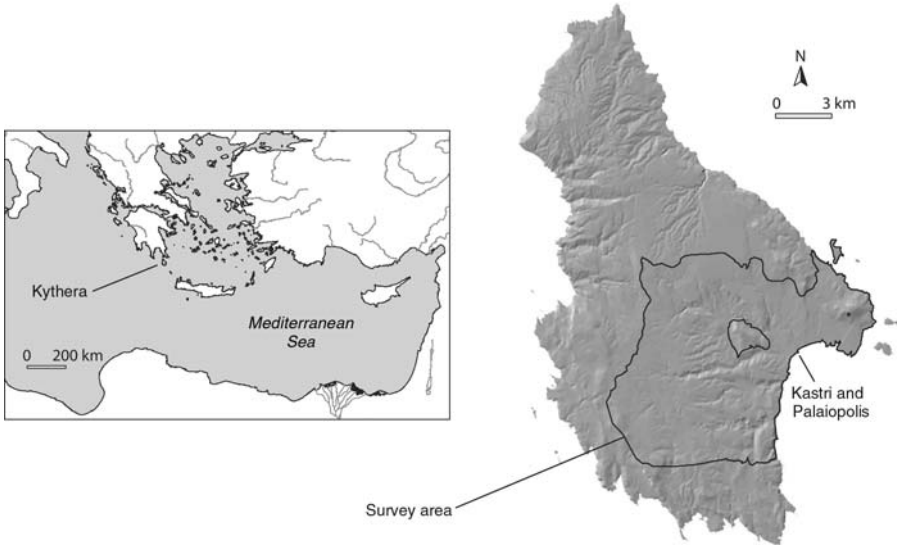 Kythera
Mediterranean
Sea
0 200 km
N
0 3 km
Kastri and
Palaiopolis
Survey area